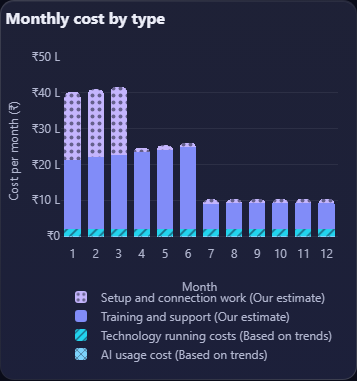 Monthly cost by type
₹50 L
₹40 L
₹30 L
₹20 L
₹10 L
₹0
Cost per month (₹)
1 2 3 4 5 6 7 8 9 10 11 12
Month
Setup and connection work (Our estimate)
Training and support (Our estimate)
Technology running costs (Based on trends)
AI usage cost (Based on trends)